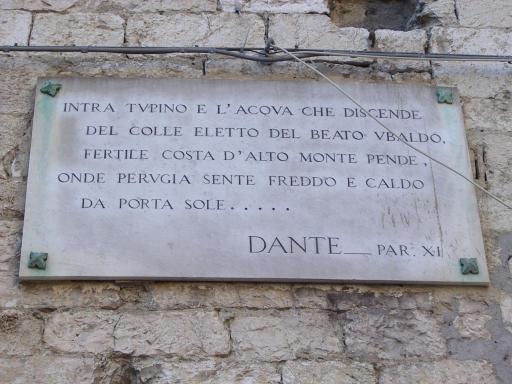 INTRA TVPINO E L'ACQVA CHE DISCENDE
DEL COLLE ELETTO DEL BEATO VBALDO,
FERTILE COSTA D'ALTO MONTE PENDE,
ONDE PERVGIA SENTE FREDDO E CALDO
DA PORTA SOLE.....
DANTE__ PAR. XI